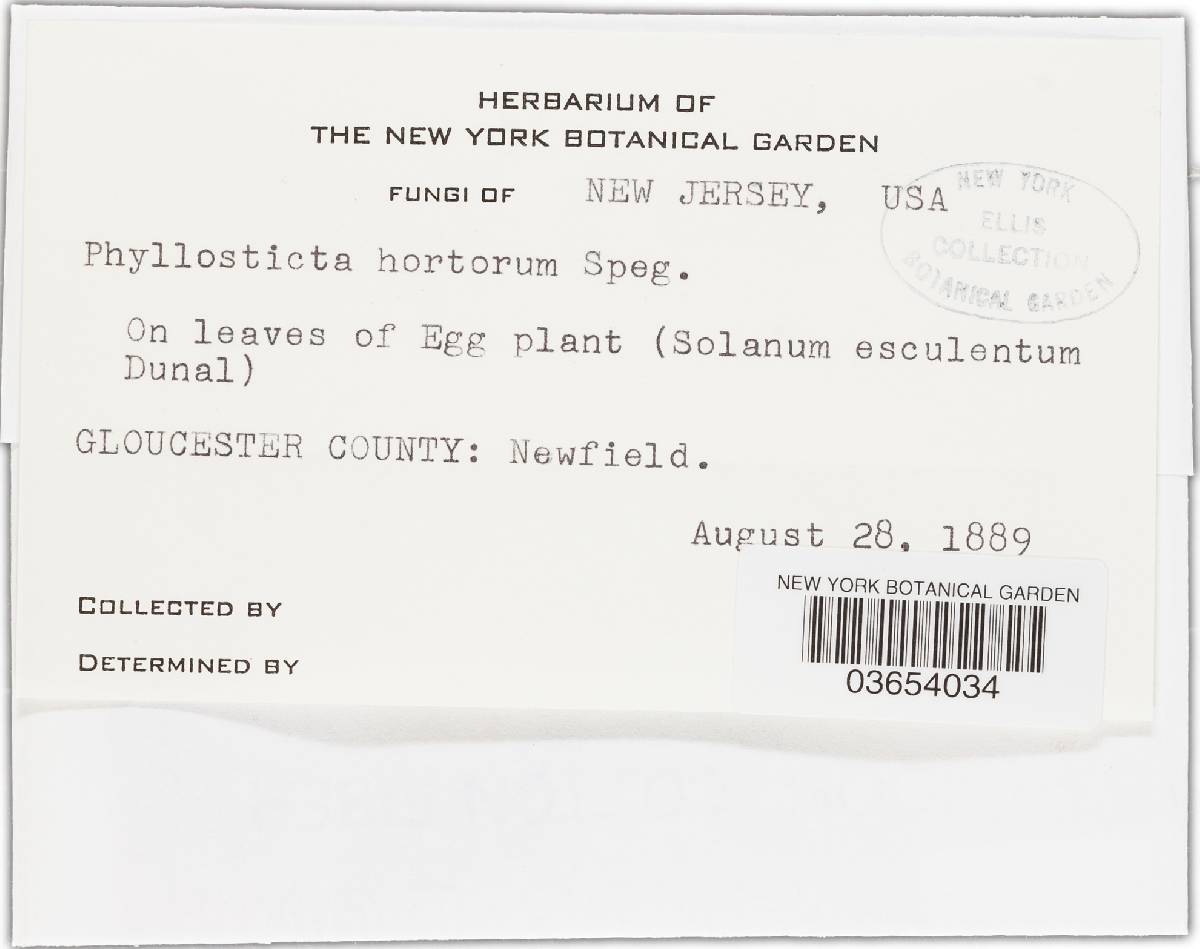 HERBARIUM OF
THE NEW YORK BOTANICAL GARDEN
FUNGI OF NEW JERSEY, USA
NEW YORK
ELLIS
COLLECTION
BOTANICAL GARDEN
Phyllosticta hortorum Speg.
On leaves of Egg plant (Solanum esculentum
Dunal)
GLOUCESTER COUNTY: Newfield.
August 28, 1889
COLLECTED BY
DETERMINED BY
NEW YORK BOTANICAL GARDEN
03654034